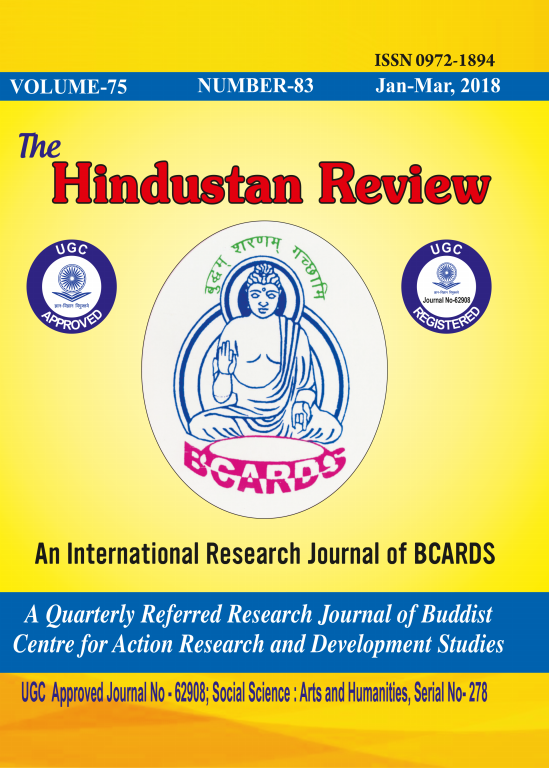 ISSN 0972-1894
VOLUME-75 NUMBER-83 Jan-Mar, 2018
The
Hindustan Review
बुद्धम् शरणम् गच्छामि
UGC
APPROVED
UGC
Journal No-62908
REGISTERED
BCARDS
An International Research Journal of BCARDS
A Quarterly Referred Research Journal of Buddist
Centre for Action Research and Development Studies
UGC Approved Journal No - 62908; Social Science : Arts and Humanities, Serial No- 278